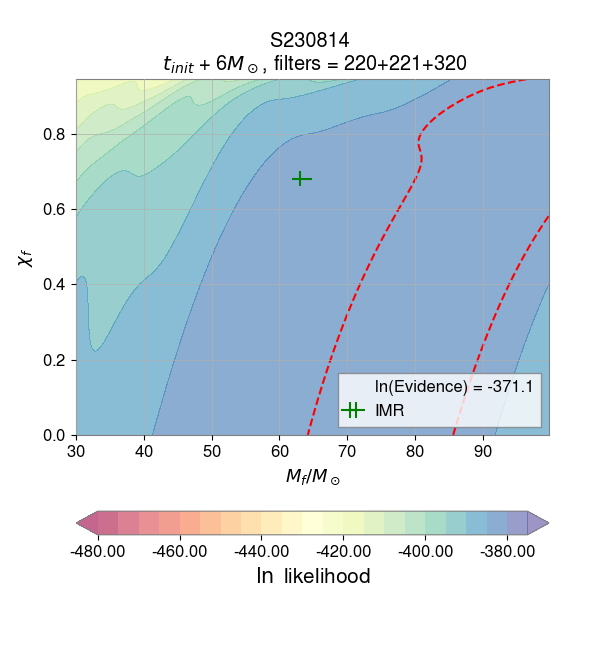 S230814
t_init + 6M_⊙, filters = 220+221+320
0.8
0.6
0.4
0.2
0.0
χ_f
30 40 50 60 70 80 90
M_f/M_⊙
ln(Evidence) = -371.1
IMR
-480.00 -460.00 -440.00 -420.00 -400.00 -380.00
ln likelihood